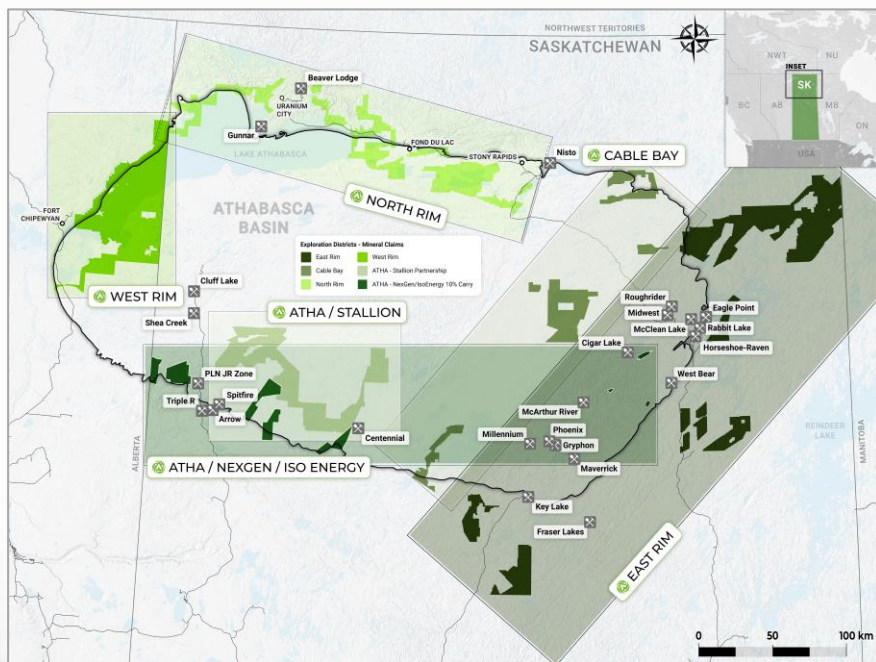 NORTHWEST TERITORIES
SASKATCHEWAN
NWT
NU
INSET
SK
BC
AB
MB
ON
USA
Beaver Lodge
URANIUM
CITY
Gunnar
FOND DU LAC
STONY RAPIDS
Nisto
CABLE BAY
LAKE ATHABASCA
NORTH RIM
FORT
CHIPEWYAN
ATHABASCA
BASIN
Exploration Districts - Mineral Claims
East Rim
West Rim
Cable Bay
ATHA - Stallion Partnership
North Rim
ATHA - NexGen/IsoEnergy 10% Carry
WEST RIM
Cluff Lake
Shea Creek
ATHA / STALLION
Roughrider
Midwest
Eagle Point
McClean Lake
Rabbit Lake
Horseshoe-Raven
Cigar Lake
West Bear
PLN JR Zone
Triple R
Spitfire
Arrow
McArthur River
Centennial
Millennium
Phoenix
Gryphon
Maverrick
REINDEER
LAKE
ALBERTA
MANITOBA
ATHA / NEXGEN / ISO ENERGY
Key Lake
Fraser Lakes
EAST RIM
0 50 100 km